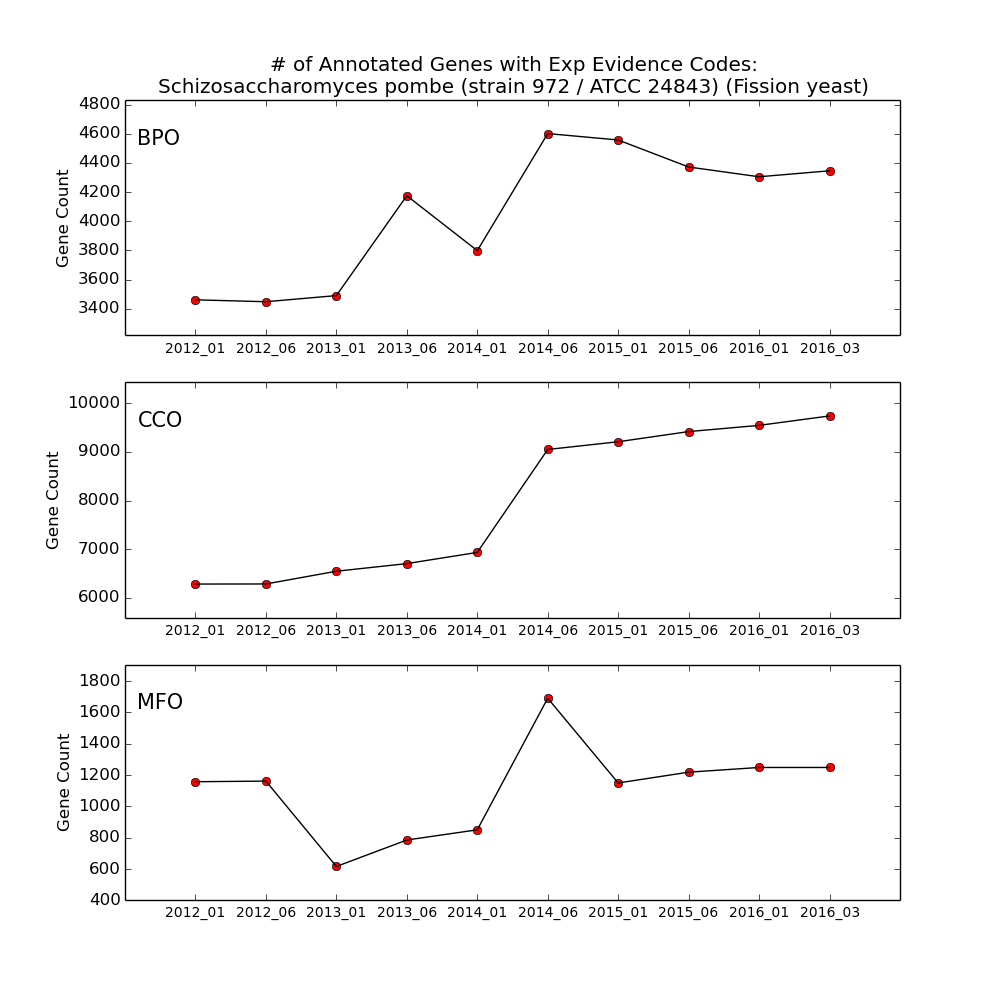 # of Annotated Genes with Exp Evidence Codes:
Schizosaccharomyces pombe (strain 972 / ATCC 24843) (Fission yeast)
BPO
Gene Count
4800
4600
4400
4200
4000
3800
3600
3400
2012_01 2012_06 2013_01 2013_06 2014_01 2014_06 2015_01 2015_06 2016_01 2016_03
CCO
Gene Count
10000
9000
8000
7000
6000
2012_01 2012_06 2013_01 2013_06 2014_01 2014_06 2015_01 2015_06 2016_01 2016_03
MFO
Gene Count
1800
1600
1400
1200
1000
800
600
400
2012_01 2012_06 2013_01 2013_06 2014_01 2014_06 2015_01 2015_06 2016_01 2016_03